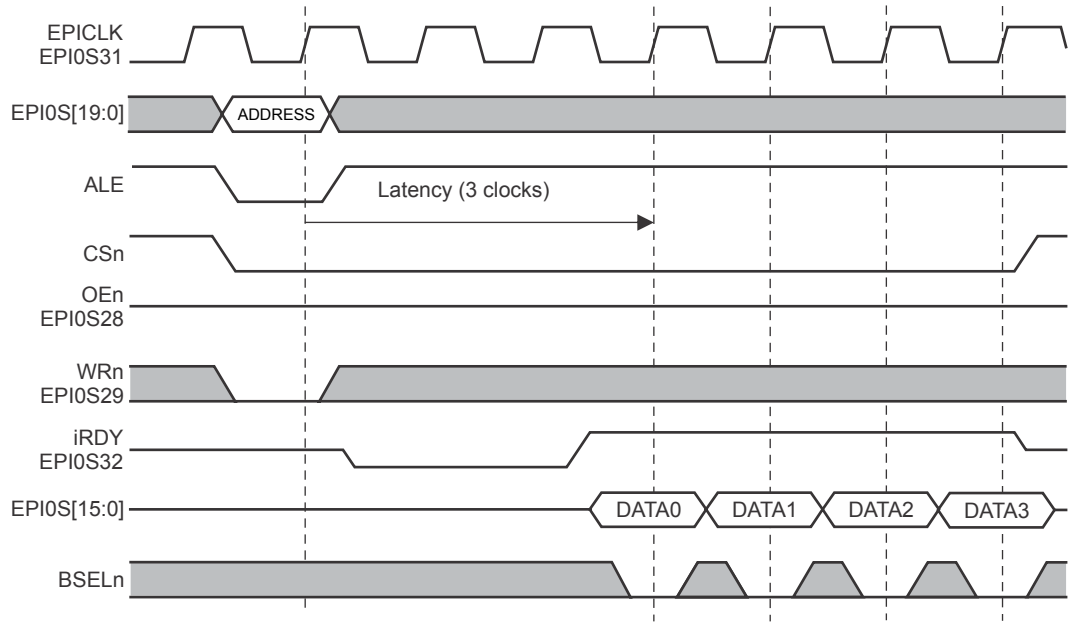 EPICLK
EPI0S31
EPI0S[19:0]
ADDRESS
ALE
Latency (3 clocks)
CSn
OEn
EPI0S28
WRn
EPI0S29
iRDY
EPI0S32
EPI0S[15:0]
DATA0
DATA1
DATA2
DATA3
BSELn